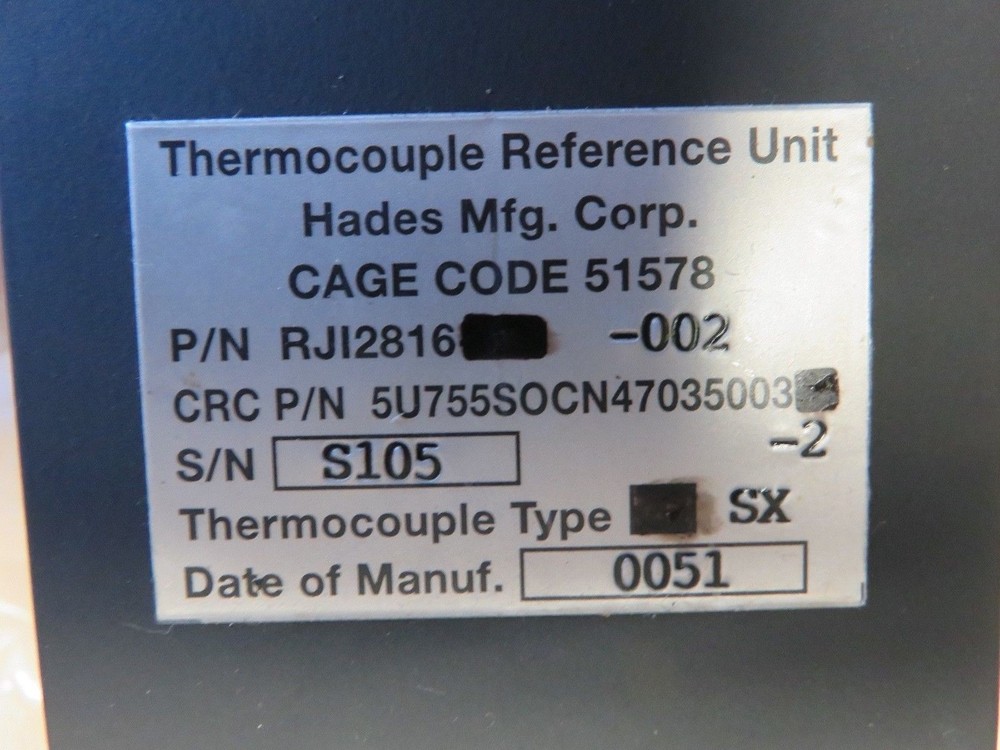 Thermocouple Reference Unit
Hades Mfg. Corp.
CAGE CODE 51578
P/N RJI2816 -002
CRC P/N 5U755SOCN47035003
-2
S/N S105
Thermocouple Type SX
Date of Manuf. 0051